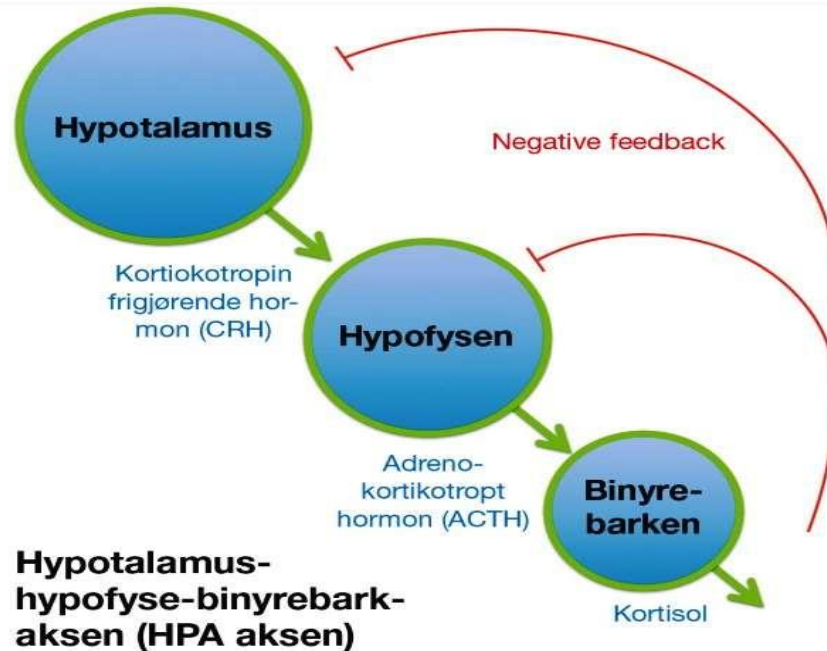 Hypotalamus
Negative feedback
Kortiokotropin
frigjørende hor-
mon (CRH)
Hypofysen
Adreno-
kortikotropt
hormon (ACTH)
Binyre-
barken
Kortisol
Hypotalamus-
hypofyse-binyrebark-
aksen (HPA aksen)